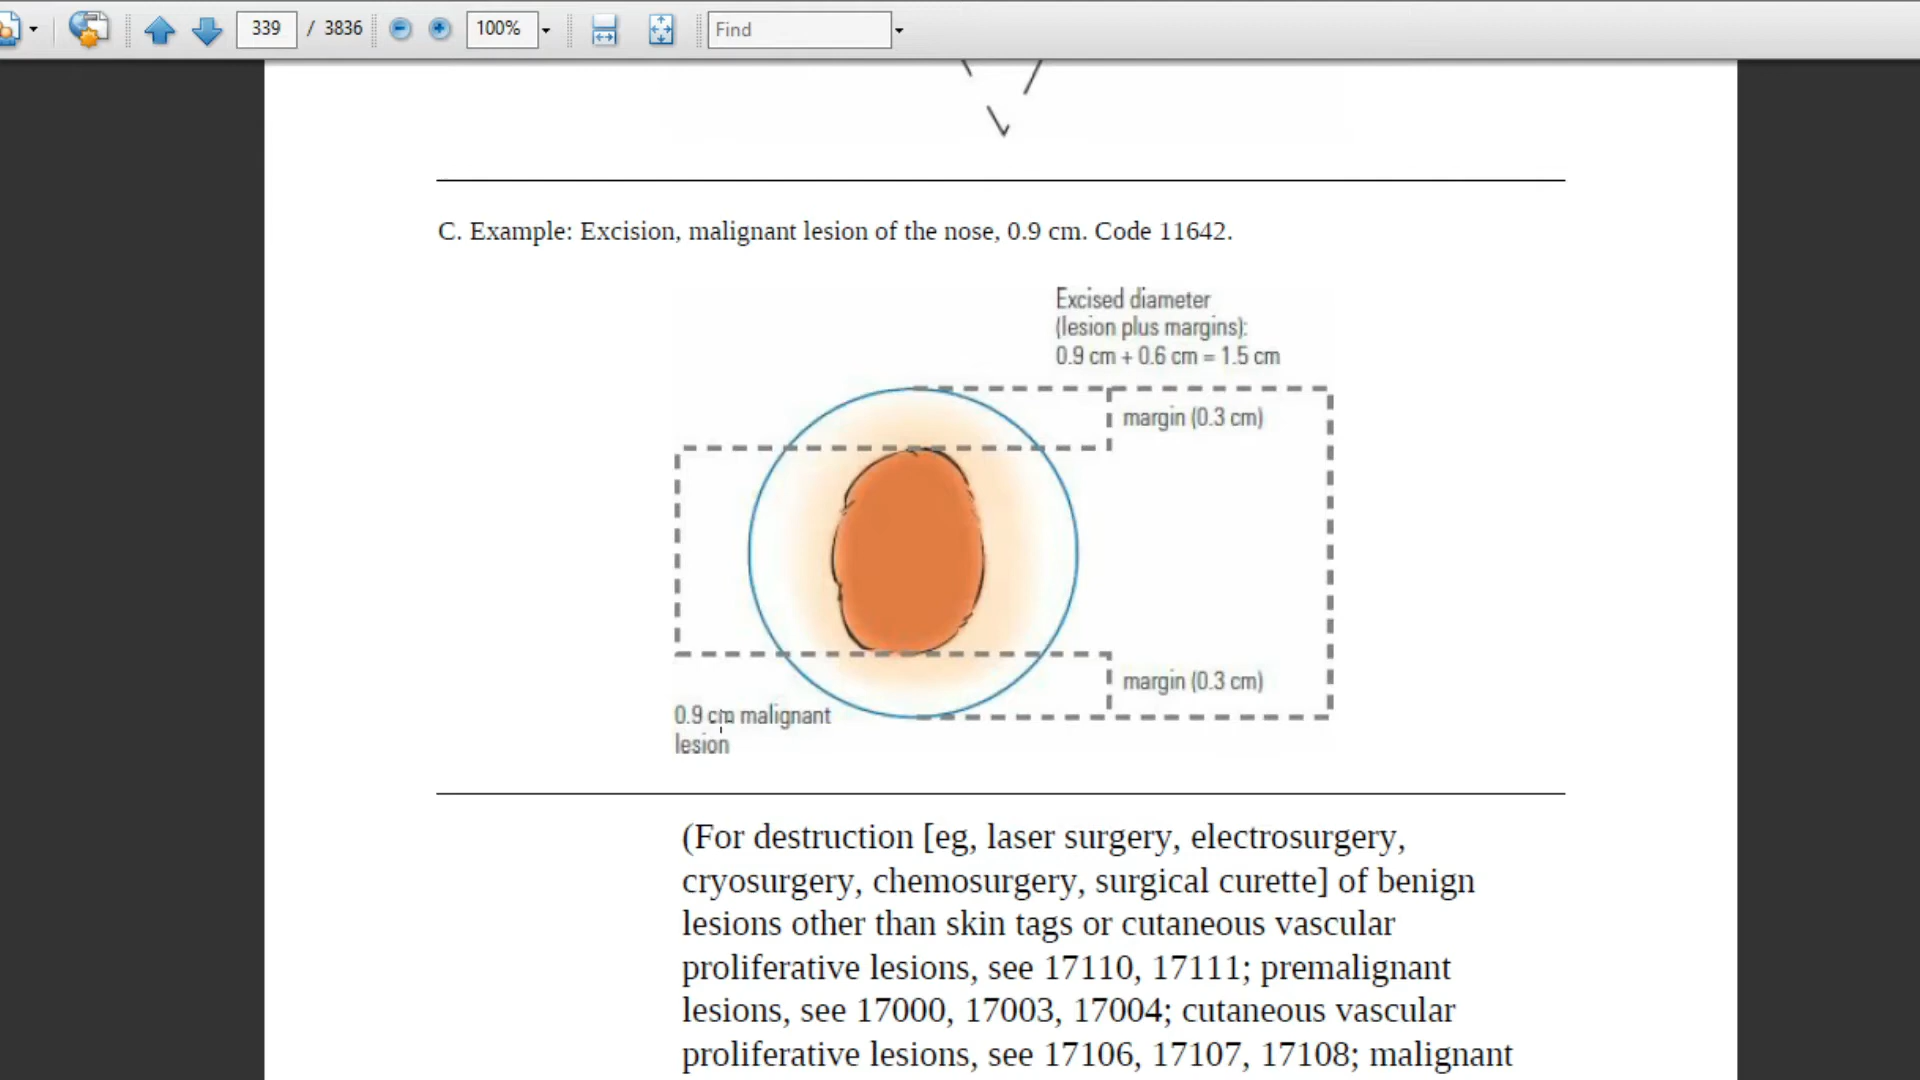 339 / 3836 100% Find
C. Example: Excision, malignant lesion of the nose, 0.9 cm. Code 11642.
Excised diameter
(lesion plus margins):
0.9 cm + 0.6 cm = 1.5 cm
margin (0.3 cm)
margin (0.3 cm)
0.9 cm malignant
lesion
(For destruction [eg, laser surgery, electrosurgery,
cryosurgery, chemosurgery, surgical curette] of benign
lesions other than skin tags or cutaneous vascular
proliferative lesions, see 17110, 17111; premalignant
lesions, see 17000, 17003, 17004; cutaneous vascular
proliferative lesions, see 17106, 17107, 17108; malignant